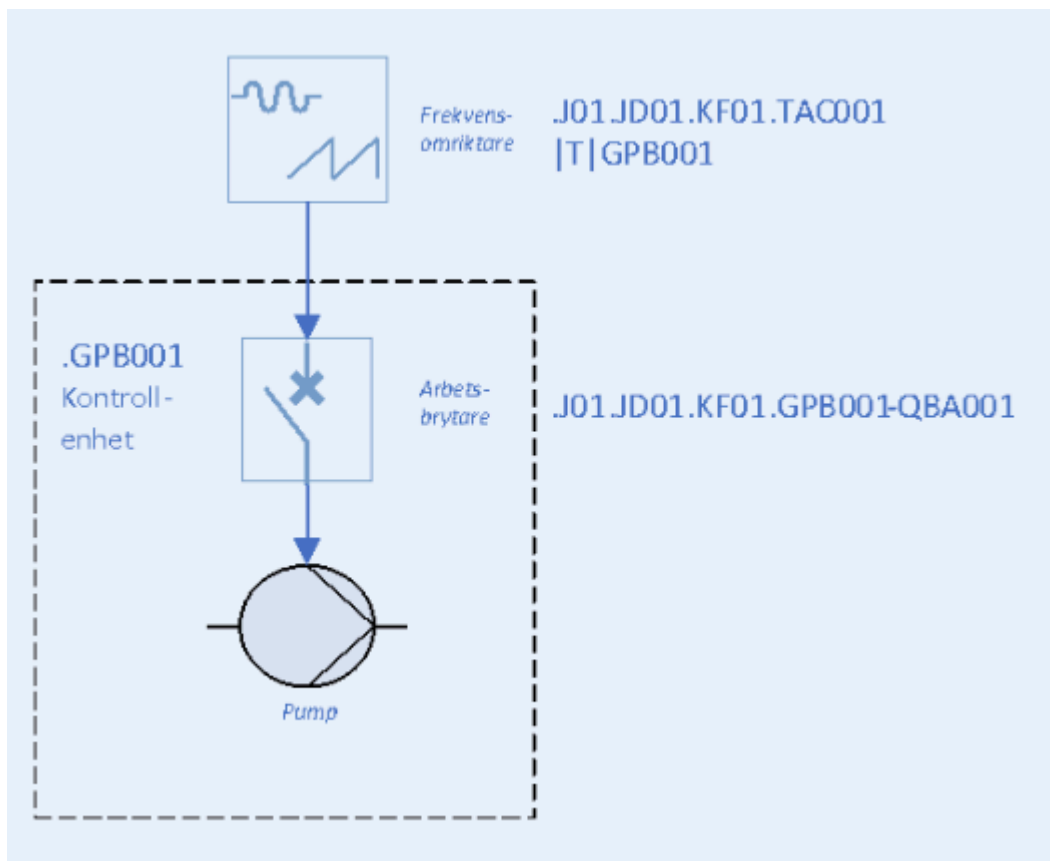 Frekvens-
omriktare
.J01.JD01.KF01.TAC001
|T|GPB001
.GPB001
Kontroll-
enhet
Arbets-
brytare
.J01.JD01.KF01.GPB001-QBA001
Pump